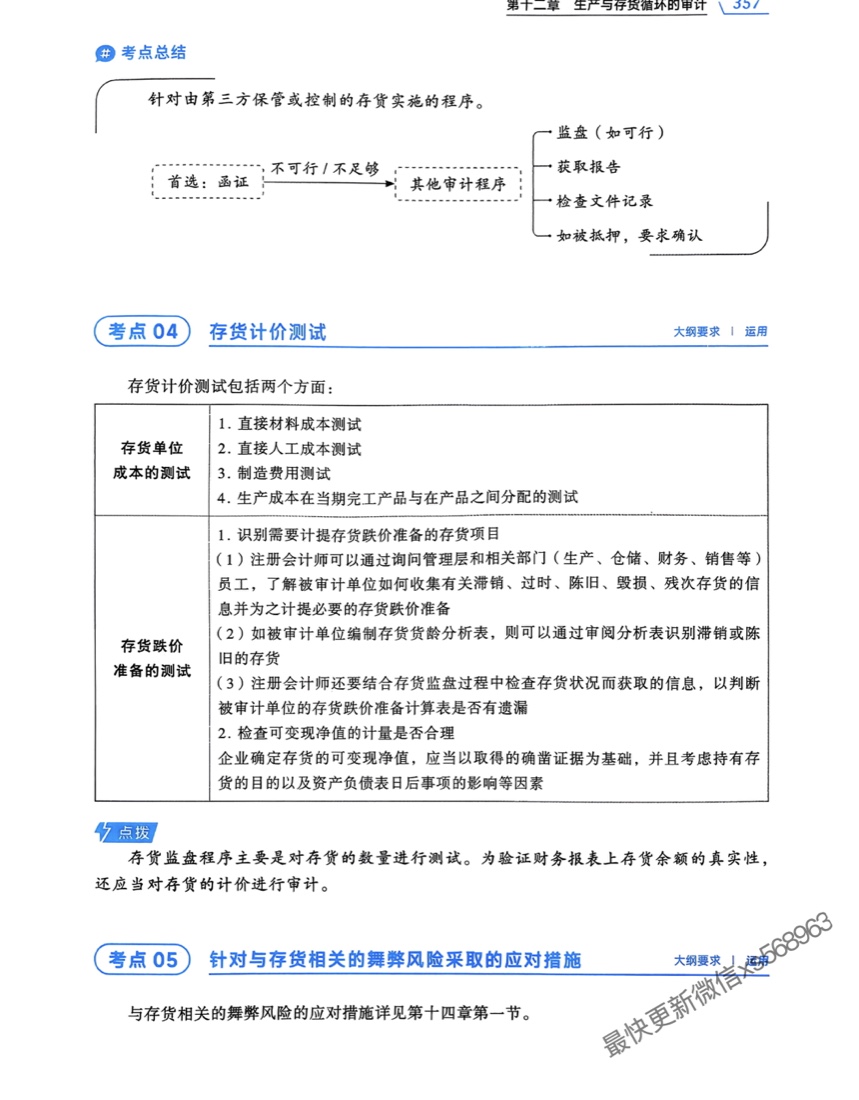 第十二章 生产与存货循环的审计 357
# 考点总结
针对由第三方保管或控制的存货实施的程序。
首选：函证
不可行/不足够
其他审计程序
监盘（如可行）
获取报告
检查文件记录
如被抵押，要求确认
考点 04 存货计价测试 大纲要求 | 运用
存货计价测试包括两个方面：
存货单位
成本的测试
1. 直接材料成本测试
2. 直接人工成本测试
3. 制造费用测试
4. 生产成本在当期完工产品与在产品之间分配的测试
存货跌价
准备的测试
1. 识别需要计提存货跌价准备的存货项目
（1）注册会计师可以通过询问管理层和相关部门（生产、仓储、财务、销售等）
员工，了解被审计单位如何收集有关滞销、过时、陈旧、毁损、残次存货的信
息并为之计提必要的存货跌价准备
（2）如被审计单位编制存货货龄分析表，则可以通过审阅分析表识别滞销或陈
旧的存货
（3）注册会计师还要结合存货监盘过程中检查存货状况而获取的信息，以判断
被审计单位的存货跌价准备计算表是否有遗漏
2. 检查可变现净值的计量是否合理
企业确定存货的可变现净值，应当以取得的确凿证据为基础，并且考虑持有存
货的目的以及资产负债表日后事项的影响等因素
点拨
存货监盘程序主要是对存货的数量进行测试。为验证财务报表上存货余额的真实性，
还应当对存货的计价进行审计。
考点 05 针对与存货相关的舞弊风险采取的应对措施 大纲要求 | 运用
与存货相关的舞弊风险的应对措施详见第十四章第一节。
最快更新微信xs568963